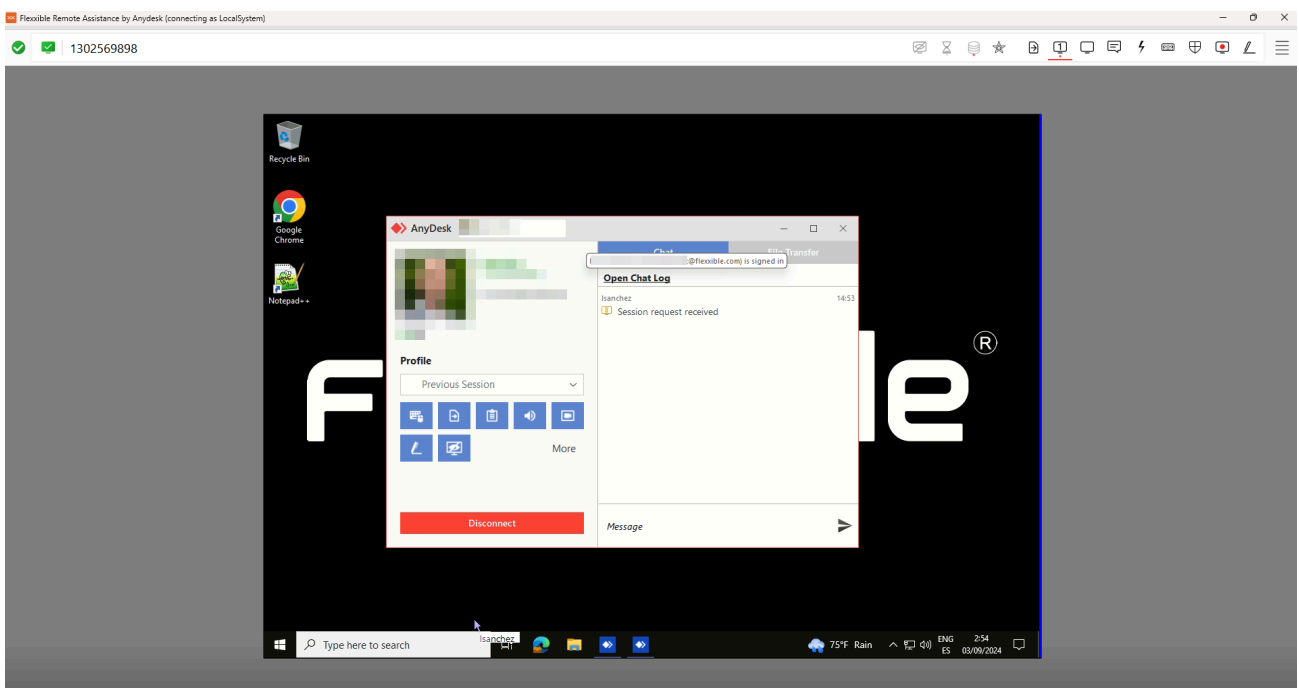 Flexxible Remote Assistance by Anydesk (connecting as LocalSystem)
1302569898
1
Recycle Bin
Google
Chrome
Notepad++
AnyDesk
Chat
File Transfer
@flexxible.com) is signed in
Open Chat Log
lsanchez 14:53
Session request received
Profile
Previous Session
More
Disconnect
Message
F
le
®
Type here to search
lsanchez
75°F Rain
ENG
ES
2:54
03/09/2024